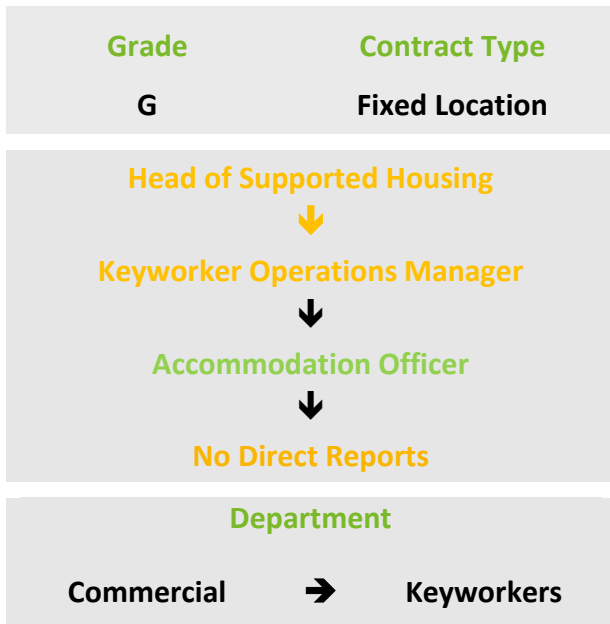 Grade Contract Type
G Fixed Location
Head of Supported Housing
↓
Keyworker Operations Manager
↓
Accommodation Officer
↓
No Direct Reports
Department
Commercial → Keyworkers